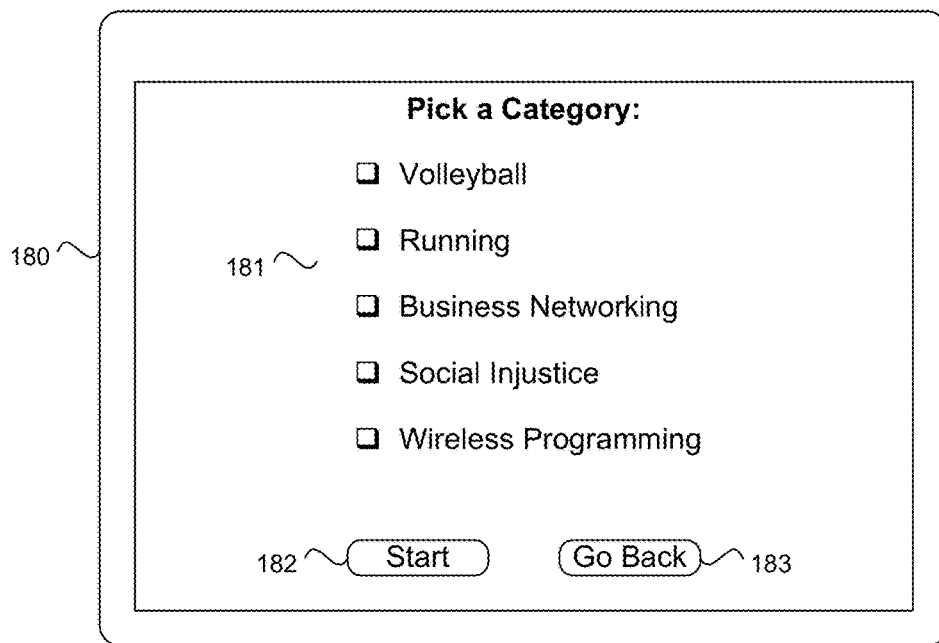 Pick a Category:
Volleyball
Running
180
181
Business Networking
Social Injustice
Wireless Programming
182 Start Go Back 183